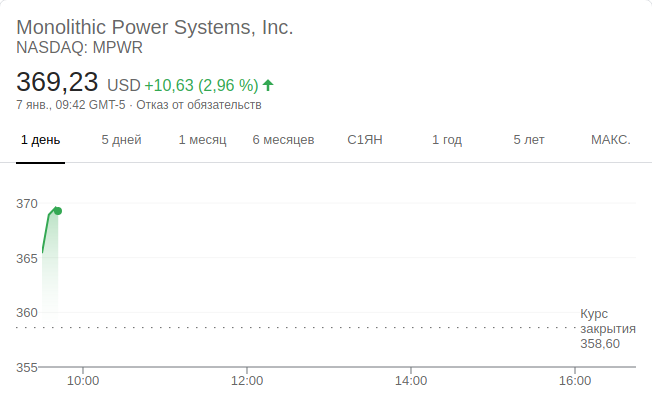 Monolithic Power Systems, Inc.
NASDAQ: MPWR
369,23 USD +10,63 (2,96 %)
7 янв., 09:42 GMT-5 · Отказ от обязательств
1 день 5 дней 1 месяц 6 месяцев С1ЯН 1 год 5 лет МАКС.
370
365
360
Курс
закрытия
358,60
355
10:00 12:00 14:00 16:00